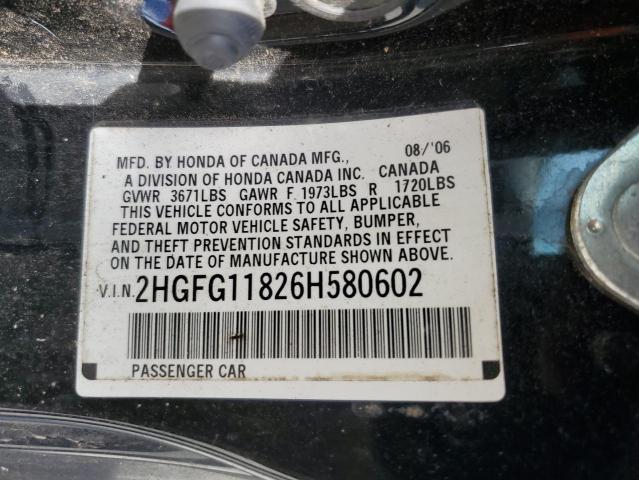 MFD. BY HONDA OF CANADA MFG., 08/'06
A DIVISION OF HONDA CANADA INC. CANADA
GVWR 3671LBS GAWR F 1973LBS R 1720LBS
THIS VEHICLE CONFORMS TO ALL APPLICABLE
FEDERAL MOTOR VEHICLE SAFETY, BUMPER,
AND THEFT PREVENTION STANDARDS IN EFFECT
ON THE DATE OF MANUFACTURE SHOWN ABOVE.
V.I.N. 2HGFG11826H580602
PASSENGER CAR